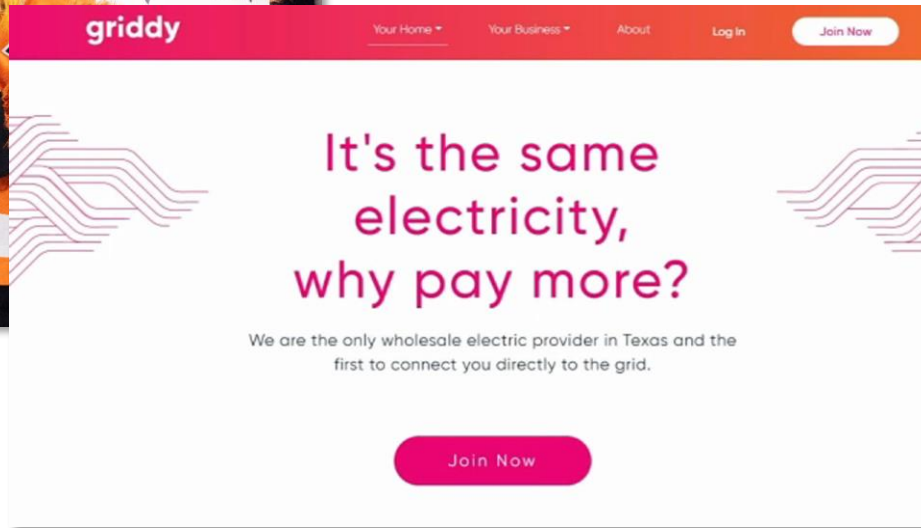 griddy
Your Home
Your Business
About
Log In
Join Now
It's the same
electricity,
why pay more?
We are the only wholesale electric provider in Texas and the
first to connect you directly to the grid.
Join Now